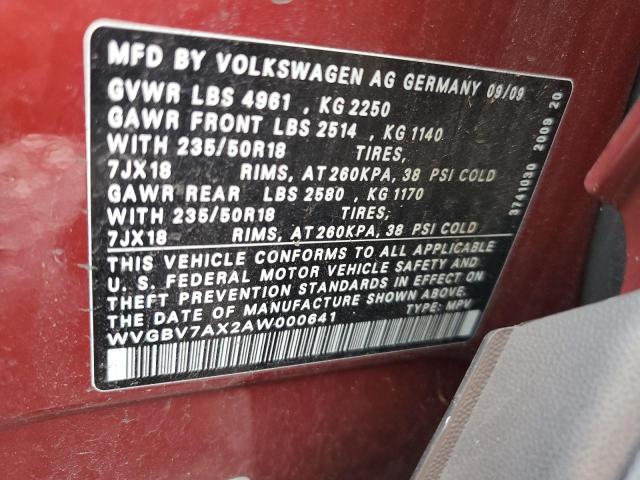 MFD BY VOLKSWAGEN AG GERMANY 09/09
GVWR LBS 4961 , KG 2250
GAWR FRONT LBS 2514 , KG 1140
WITH 235/50R18 TIRES,
7JX18 RIMS, AT 260KPA, 38 PSI COLD
GAWR REAR LBS 2580 , KG 1170
WITH 235/50R18 TIRES,
7JX18 RIMS, AT 260KPA, 38 PSI COLD
THIS VEHICLE CONFORMS TO ALL APPLICABLE
U. S. FEDERAL MOTOR VEHICLE SAFETY AND
THEFT PREVENTION STANDARDS IN EFFECT ON
THE DATE OF MANUFACTURE SHOWN ABOVE.
WVGBV7AX2AW000641 TYPE: MPV
3741030 2009 20